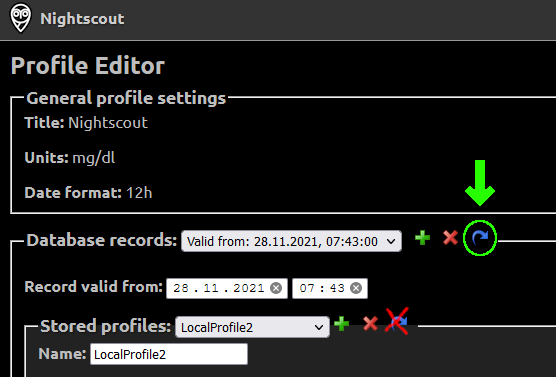 Nightscout
Profile Editor
General profile settings
Title: Nightscout
Units: mg/dl
Date format: 12h
Database records: Valid from: 28.11.2021, 07:43:00
Record valid from: 28.11.2021 07:43
Stored profiles: LocalProfile2
Name: LocalProfile2